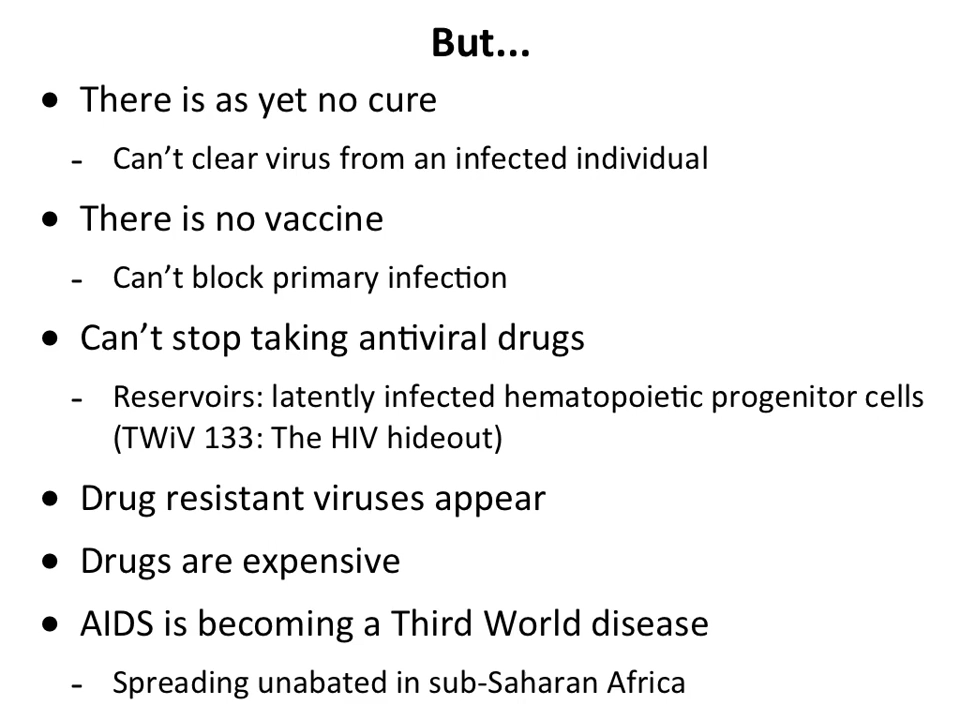 But...
● There is as yet no cure
- Can’t clear virus from an infected individual
● There is no vaccine
- Can’t block primary infection
● Can’t stop taking antiviral drugs
- Reservoirs: latently infected hematopoietic progenitor cells
(TWiV 133: The HIV hideout)
● Drug resistant viruses appear
● Drugs are expensive
● AIDS is becoming a Third World disease
- Spreading unabated in sub-Saharan Africa